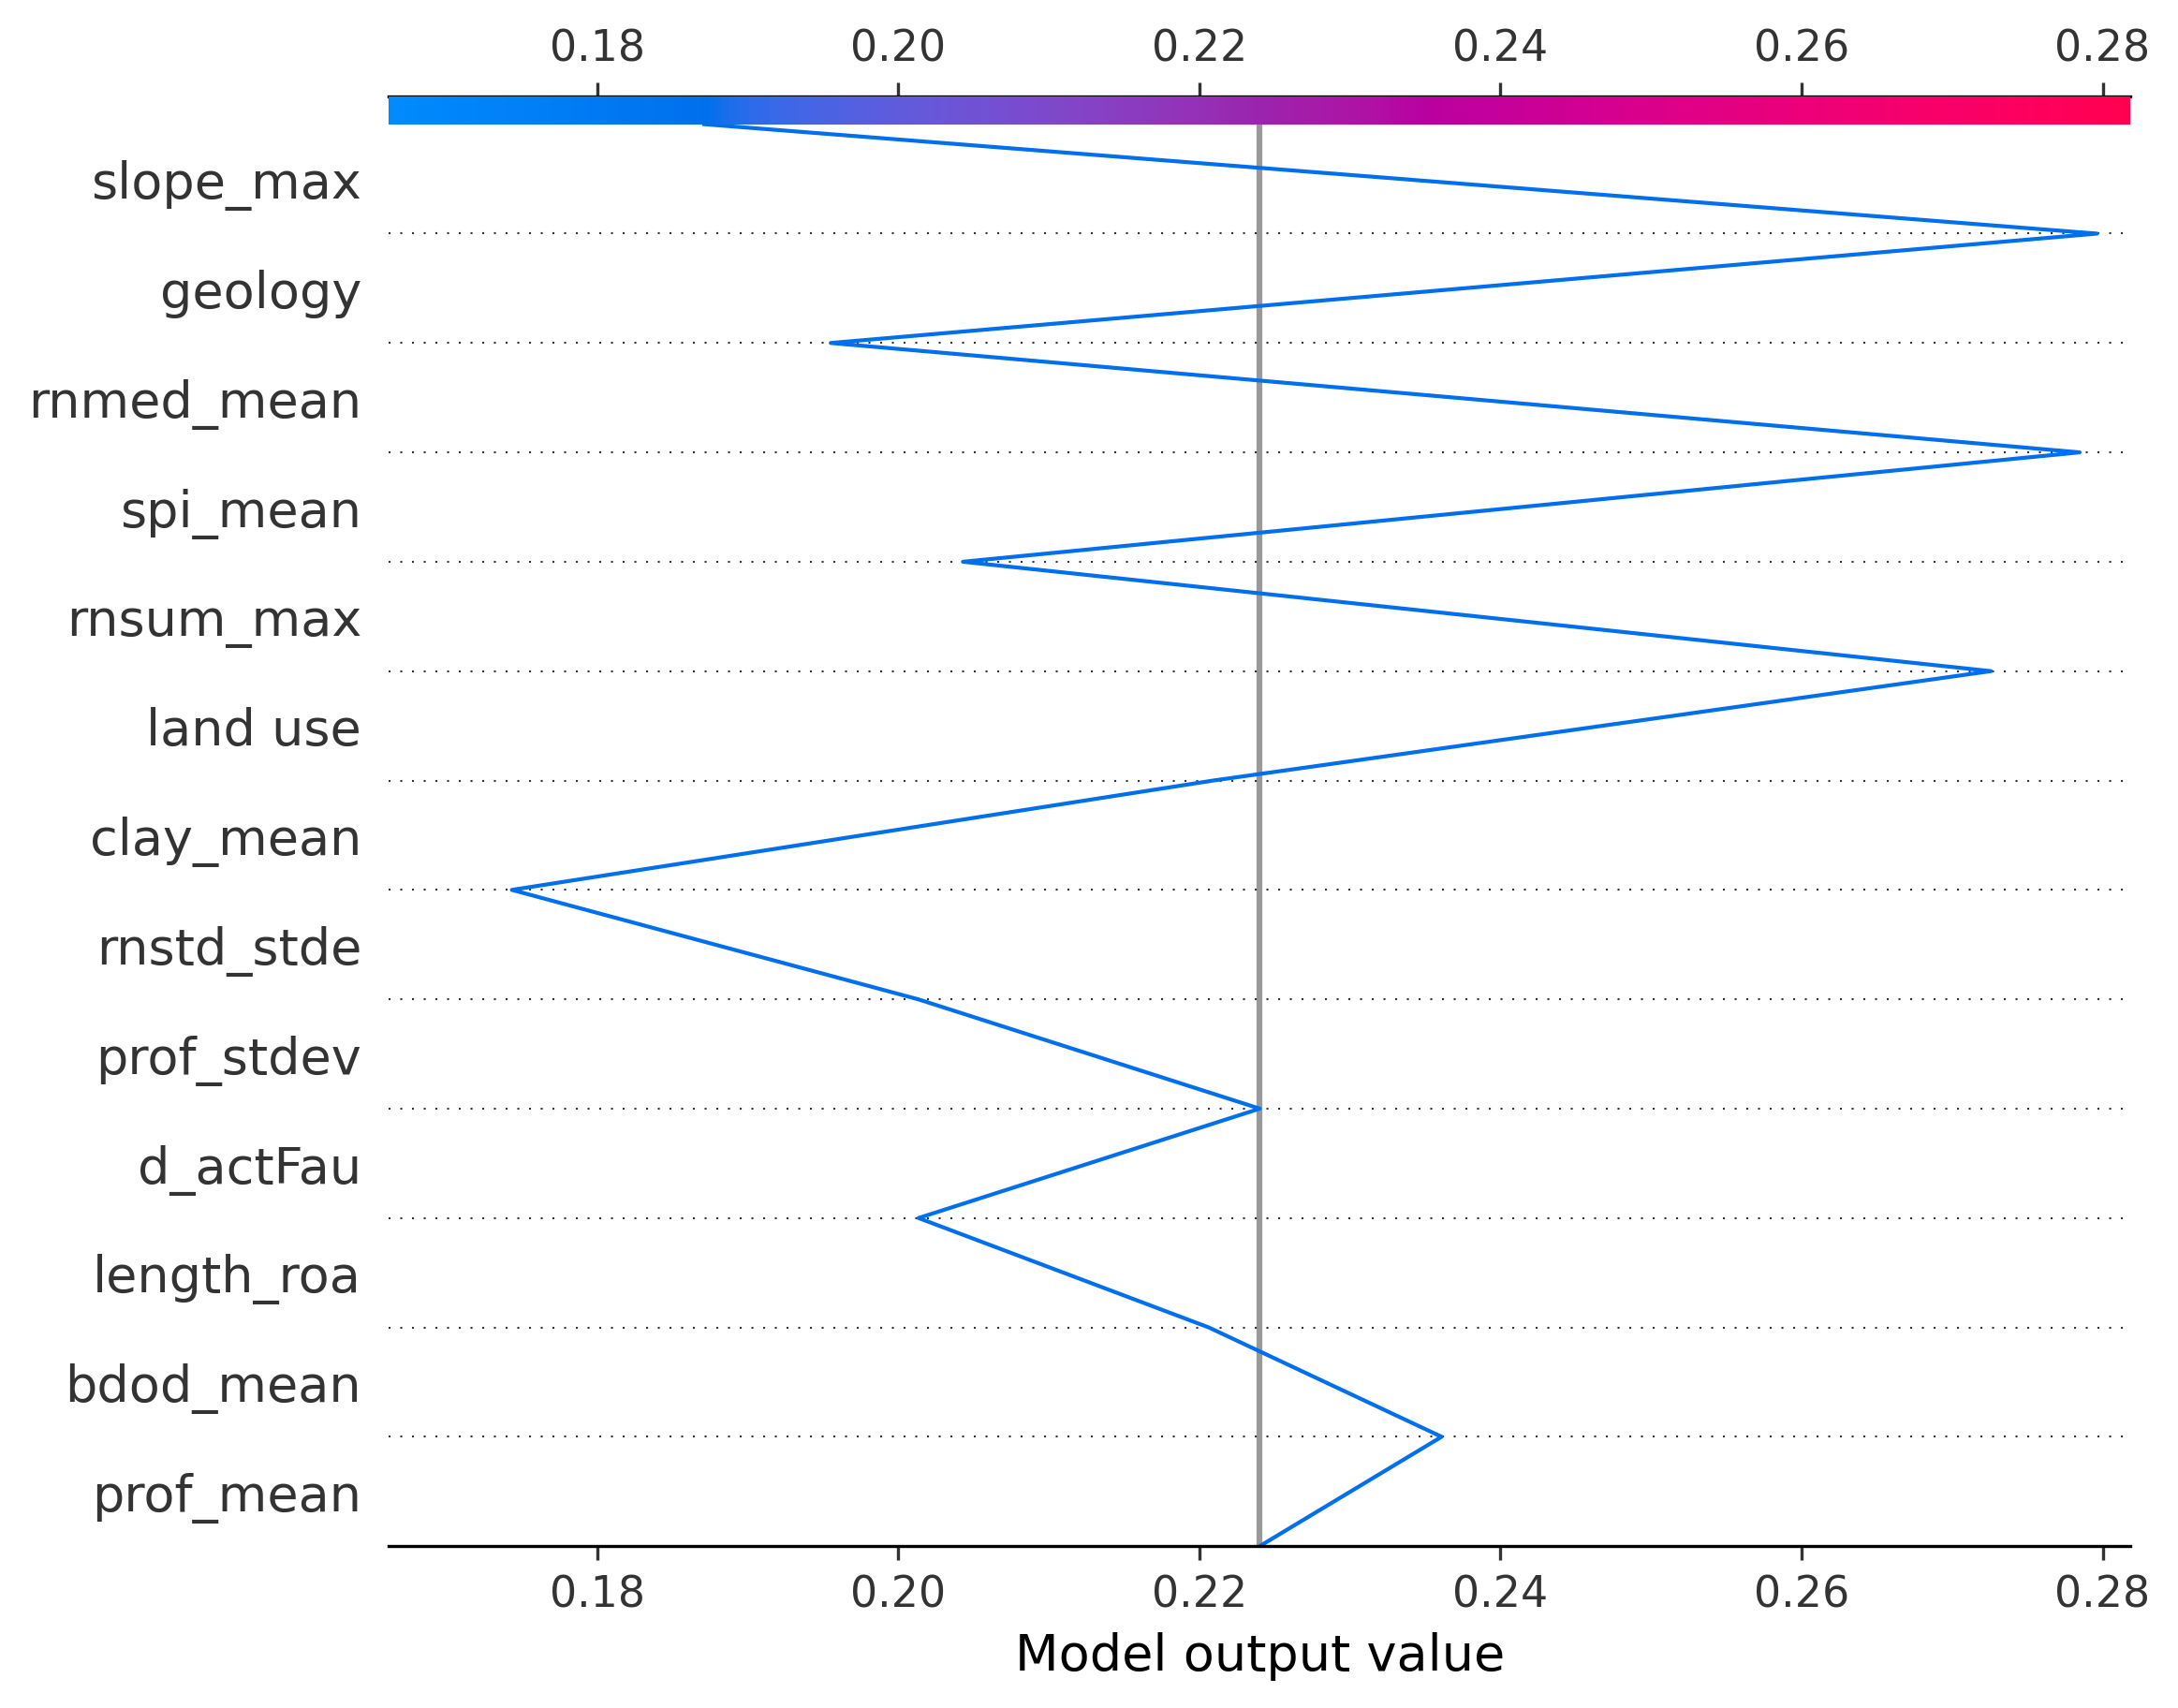 0.18 0.20 0.22 0.24 0.26 0.28
slope_max
geology
rnmed_mean
spi_mean
rnsum_max
land use
clay_mean
rnstd_stde
prof_stdev
d_actFau
length_roa
bdod_mean
prof_mean
0.18 0.20 0.22 0.24 0.26 0.28
Model output value